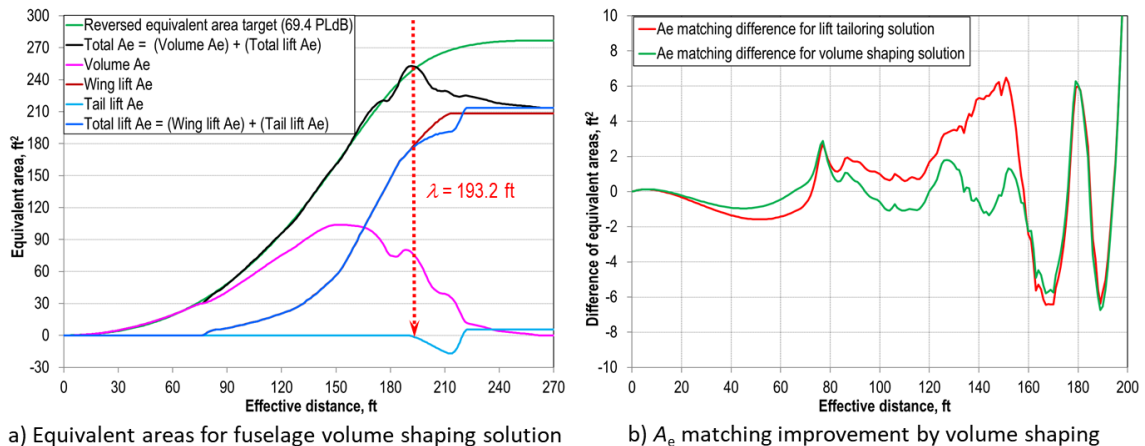 Reversed equivalent area target (69.4 PLdB)
Total Ae = (Volume Ae) + (Total lift Ae)
Volume Ae
Wing lift Ae
Tail lift Ae
Total lift Ae = (Wing lift Ae) + (Tail lift Ae)
λ = 193.2 ft
Equivalent area, ft²
300
270
240
210
180
150
120
90
60
30
0
-30
0 30 60 90 120 150 180 210 240 270
Effective distance, ft
a) Equivalent areas for fuselage volume shaping solution
Ae matching difference for lift tailoring solution
Ae matching difference for volume shaping solution
Difference of equivalent areas, ft²
10
8
6
4
2
0
-2
-4
-6
-8
-10
0 20 40 60 80 100 120 140 160 180 200
Effective distance, ft
b) Aₑ matching improvement by volume shaping